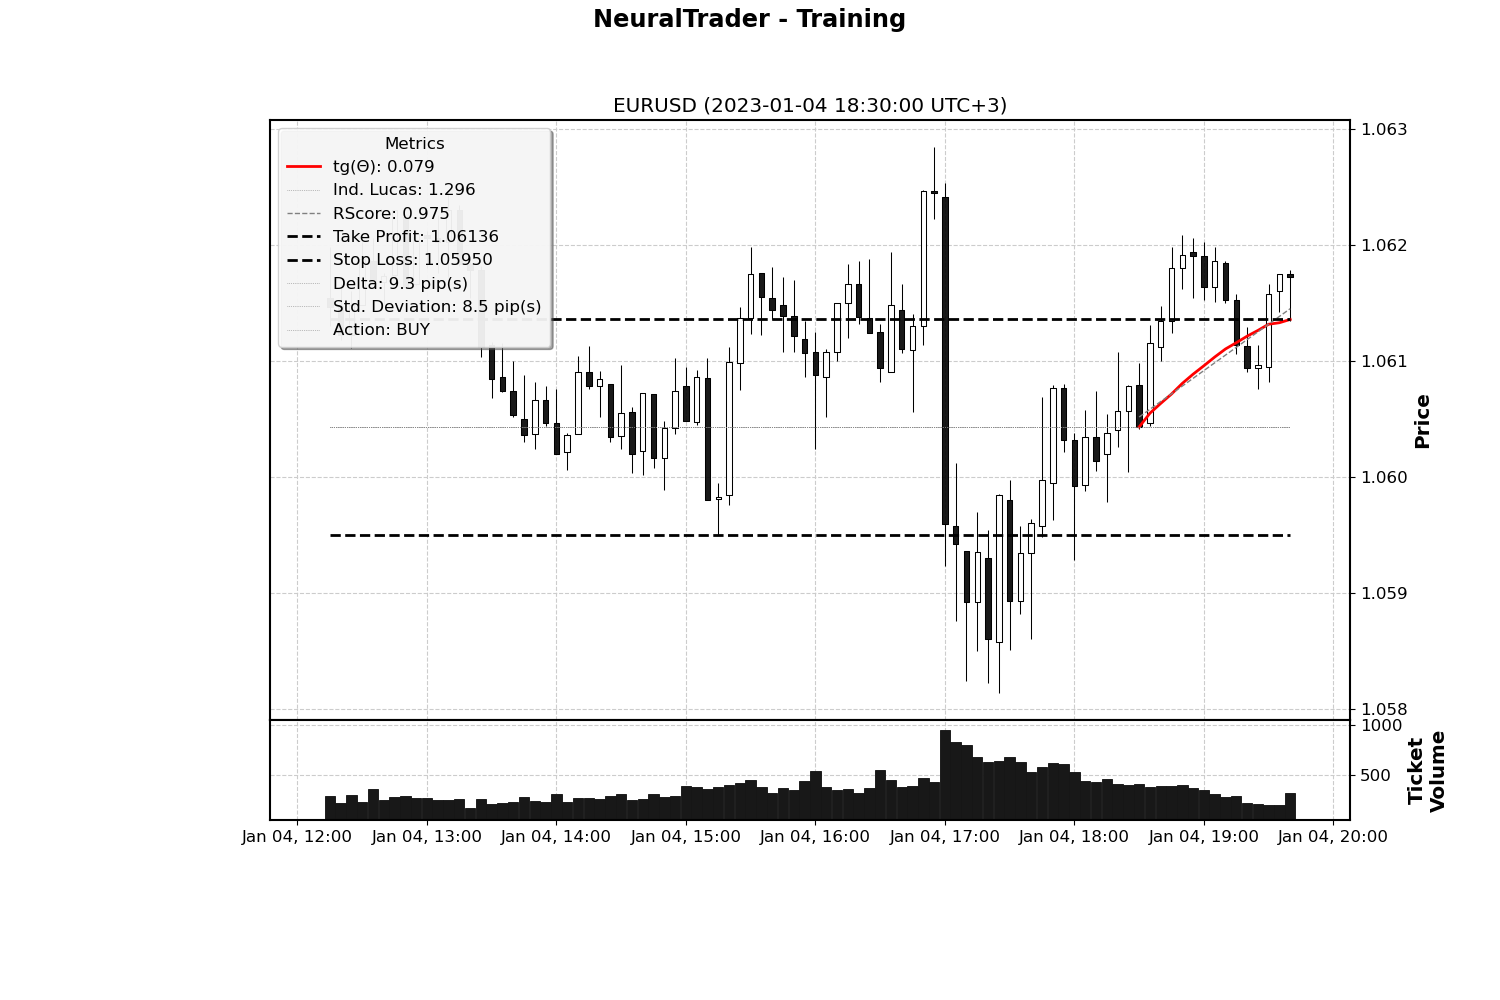 NeuralTrader - Training
EURUSD (2023-01-04 18:30:00 UTC+3)
Metrics
tg(Θ): 0.079
Ind. Lucas: 1.296
RScore: 0.975
Take Profit: 1.06136
Stop Loss: 1.05950
Delta: 9.3 pip(s)
Std. Deviation: 8.5 pip(s)
Action: BUY
1.063
1.062
1.061
1.060
1.059
1.058
Price
1000
500
Ticket
Volume
Jan 04, 12:00 Jan 04, 13:00 Jan 04, 14:00 Jan 04, 15:00 Jan 04, 16:00 Jan 04, 17:00 Jan 04, 18:00 Jan 04, 19:00 Jan 04, 20:00